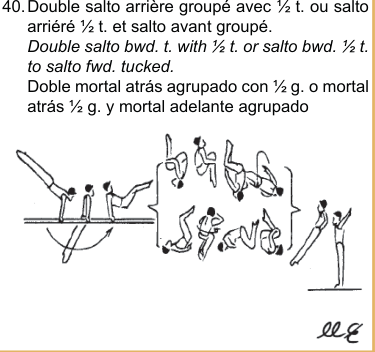 40. Double salto arrière groupé avec ½ t. ou salto
arriéré ½ t. et salto avant groupé.
Double salto bwd. t. with ½ t. or salto bwd. ½ t.
to salto fwd. tucked.
Doble mortal atrás agrupado con ½ g. o mortal
atrás ½ g. y mortal adelante agrupado